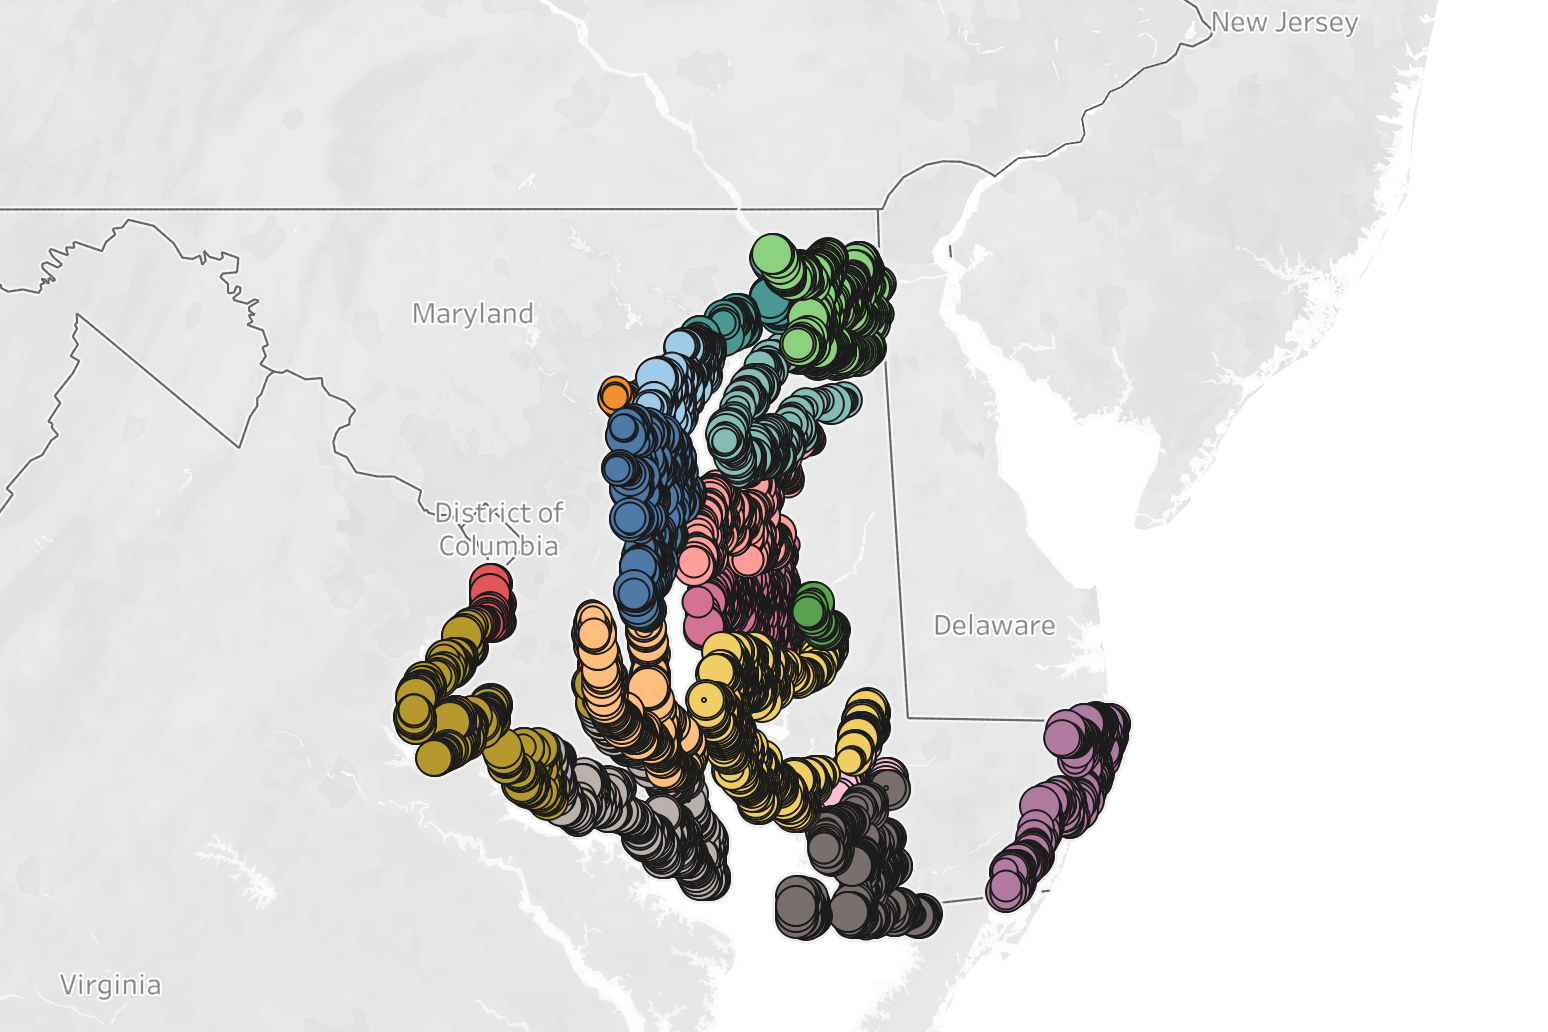 New Jersey
Maryland
District of
Columbia
Delaware
Virginia